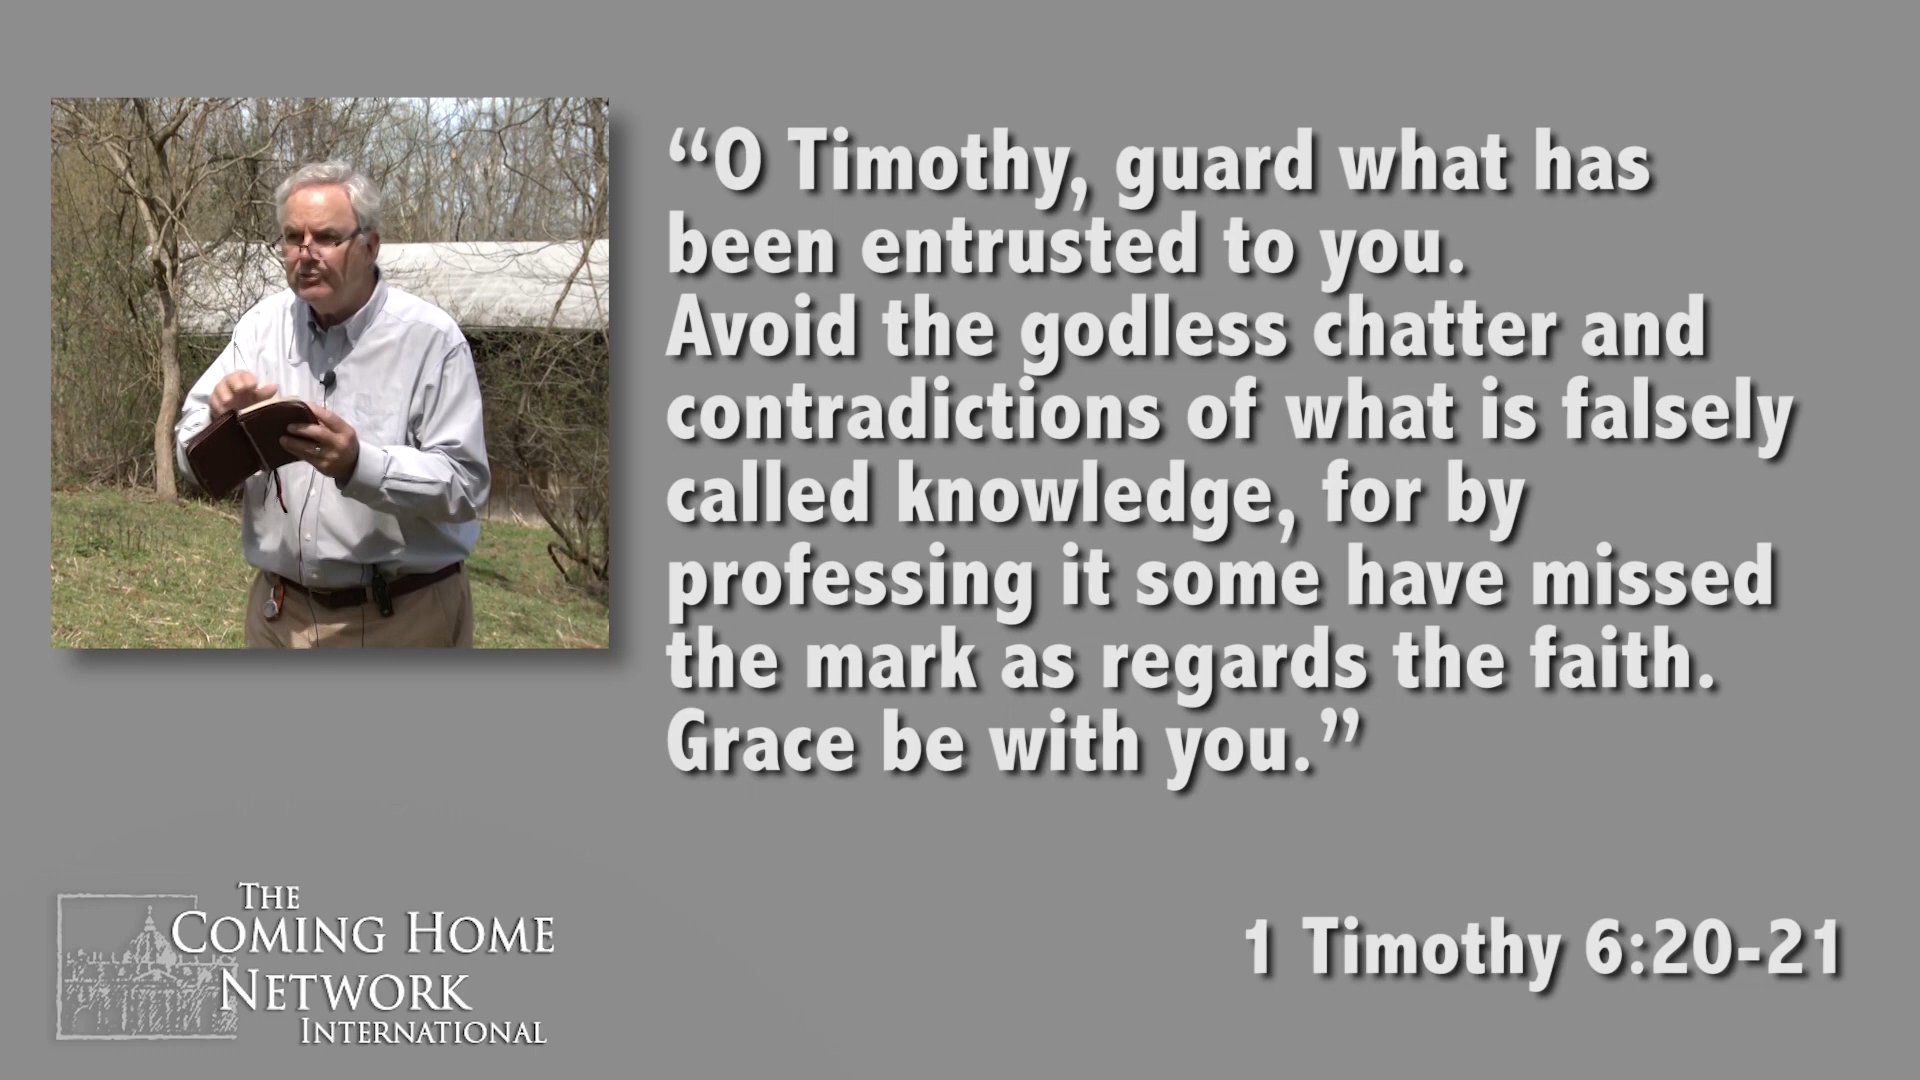 “O Timothy, guard what has
been entrusted to you.
Avoid the godless chatter and
contradictions of what is falsely
called knowledge, for by
professing it some have missed
the mark as regards the faith.
Grace be with you.”
1 Timothy 6:20-21
The
Coming Home
Network
International